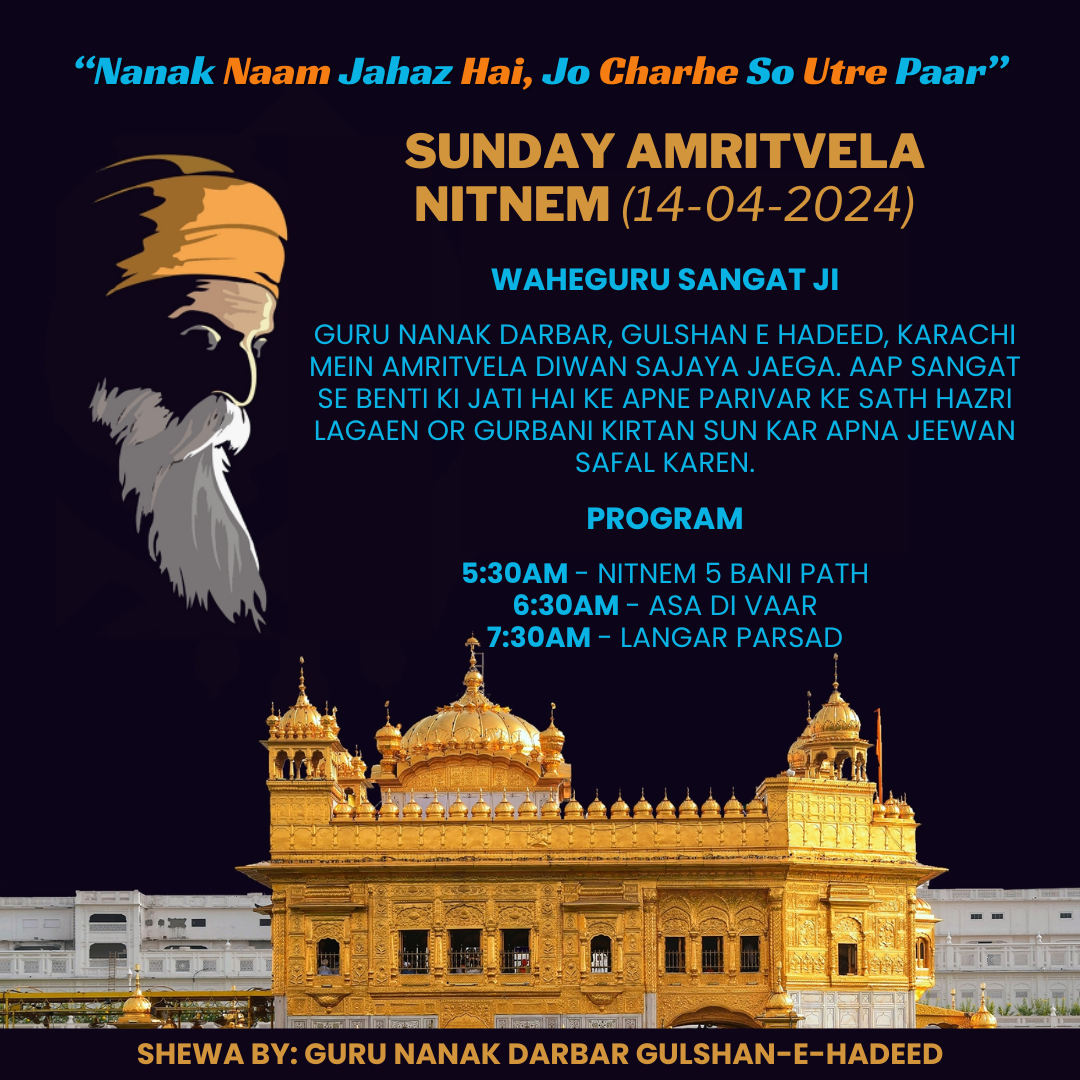 “Nanak Naam Jahaz Hai, Jo Charhe So Utre Paar”
SUNDAY AMRITVELA
NITNEM (14-04-2024)
WAHEGURU SANGAT JI
GURU NANAK DARBAR, GULSHAN E HADEED, KARACHI
MEIN AMRITVELA DIWAN SAJAYA JAEGA. AAP SANGAT
SE BENTI KI JATI HAI KE APNE PARIVAR KE SATH HAZRI
LAGAEN OR GURBANI KIRTAN SUN KAR APNA JEEWAN
SAFAL KAREN.
PROGRAM
5:30AM - NITNEM 5 BANI PATH
6:30AM - ASA DI VAAR
7:30AM - LANGAR PARSAD
SHEWA BY: GURU NANAK DARBAR GULSHAN-E-HADEED